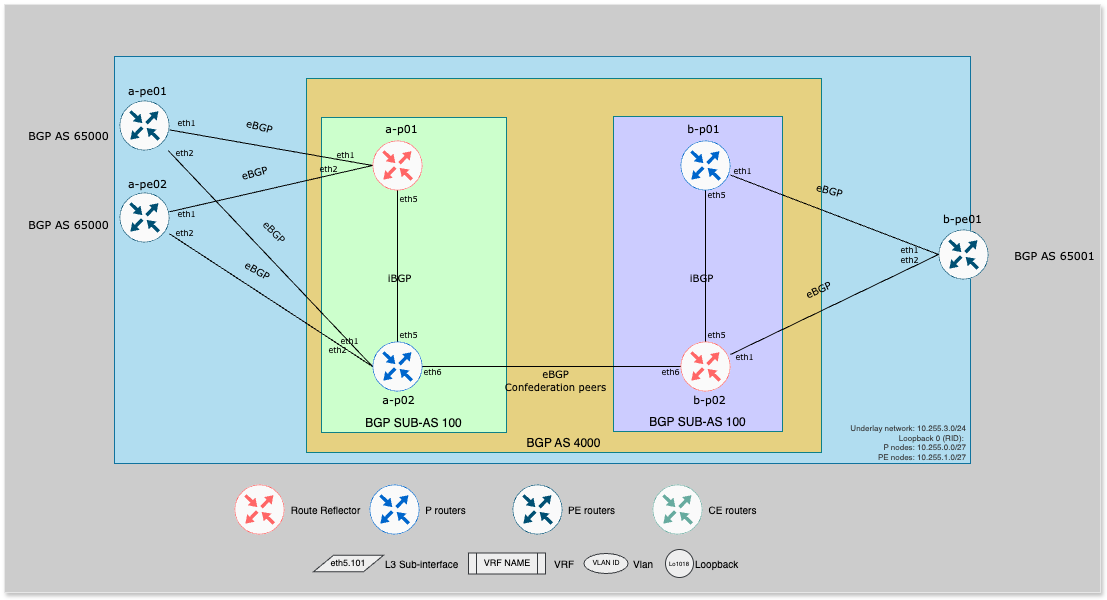 a-pe01
BGP AS 65000
eth1
eth2
eBGP
a-pe02
BGP AS 65000
eth1
eth2
eBGP
eBGP
eBGP
a-p01
eth1
eth2
eth5
iBGP
eth5
eth1
eth2
eth6
a-p02
BGP SUB-AS 100
eBGP
Confederation peers
BGP AS 4000
b-p01
eth1
eth5
iBGP
eth5
eth6
eth1
b-p02
BGP SUB-AS 100
eBGP
eBGP
b-pe01
eth1
eth2
BGP AS 65001
Underlay network: 10.255.3.0/24
Loopback 0 (RID):
P nodes: 10.255.0.0/27
PE nodes: 10.255.1.0/27
Route Reflector
P routers
PE routers
CE routers
eth5.101
L3 Sub-interface
VRF NAME
VRF
VLAN ID
Vlan
Lo1018
Loopback